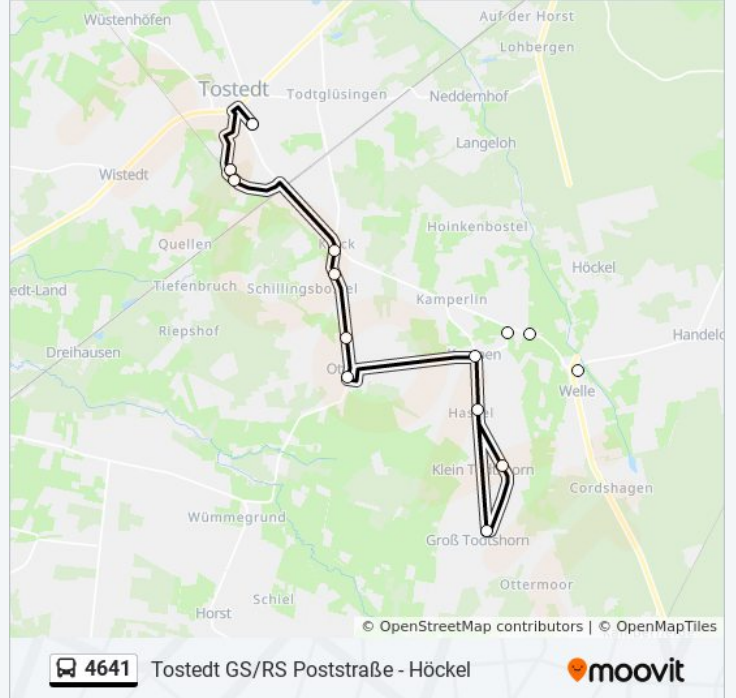 Auf der Horst
Wüstenhöfen
Lohbergen
Tostedt
Todtglüsingen
Neddernhof
Langeloh
Wistedt
Hoinkenbostel
Quellen
Höckel
Tiefenbruch
Schillingsbostel
edt-Land
Kamperlin
Riepshof
Handelo
Dreihausen
Welle
Klein Todtshorn
Cordshagen
Wümmegrund
Groß Todtshorn
Ottermoor
Schiel
Horst
© OpenStreetMap contributors | © OpenMapTiles
4641 Tostedt GS/RS Poststraße - Höckel
moovit